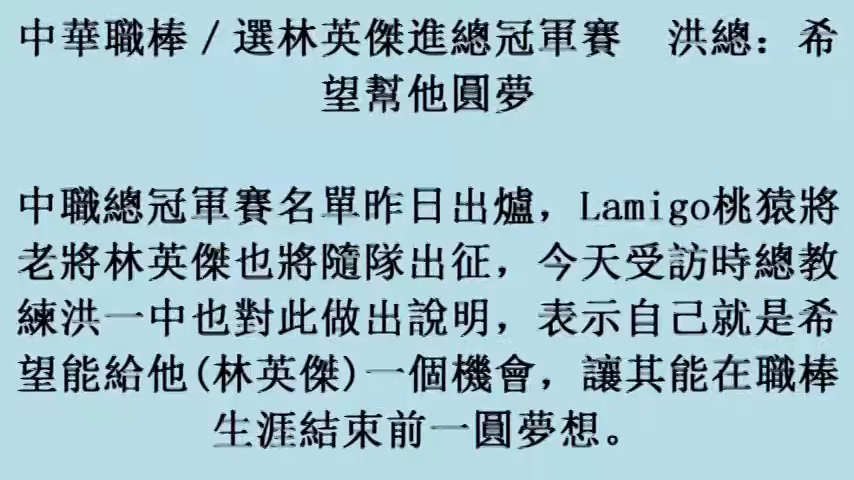 中華職棒／選林英傑進總冠軍賽　洪總：希
望幫他圓夢
中職總冠軍賽名單昨日出爐，Lamigo桃猿將
老將林英傑也將隨隊出征，今天受訪時總教
練洪一中也對此做出說明，表示自己就是希
望能給他(林英傑)一個機會，讓其能在職棒
生涯結束前一圓夢想。